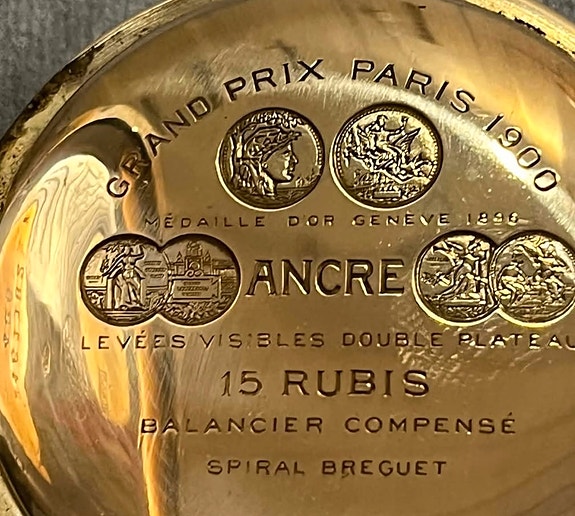 GRAND PRIX PARIS 1900
MÉDAILLE D'OR GENÈVE 1896
ANCRE
LEVÉES VISIBLES DOUBLE PLATEAU
15 RUBIS
BALANCIER COMPENSÉ
SPIRAL BREGUET